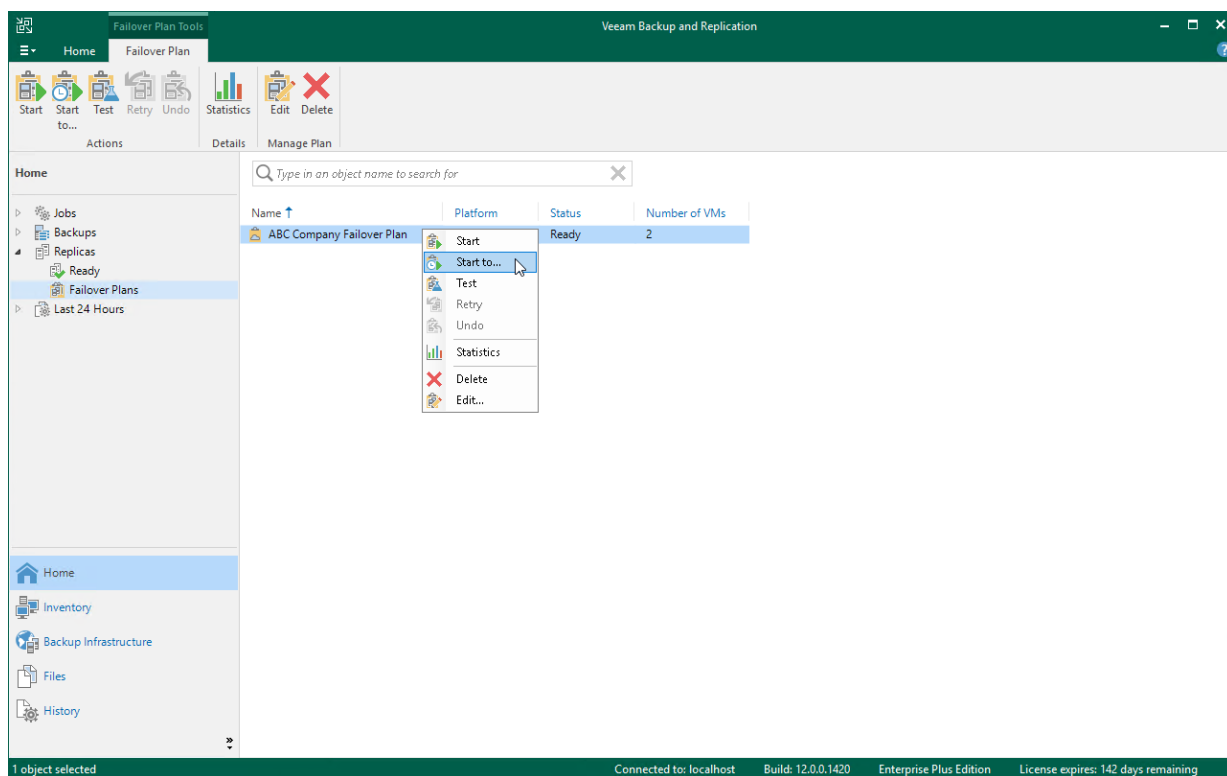 Failover Plan Tools
Veeam Backup and Replication
Home
Failover Plan
?
Start
Start to...
Test
Retry
Undo
Statistics
Edit
Delete
Actions
Details
Manage Plan
Home
Type in an object name to search for
Jobs
Backups
Replicas
Ready
Failover Plans
Last 24 Hours
Name
Platform
Status
Number of VMs
ABC Company Failover Plan
Ready
2
Start
Start to...
Test
Retry
Undo
Statistics
Delete
Edit...
Home
Inventory
Backup Infrastructure
Files
History
1 object selected
Connected to: localhost
Build: 12.0.0.1420
Enterprise Plus Edition
License expires: 142 days remaining